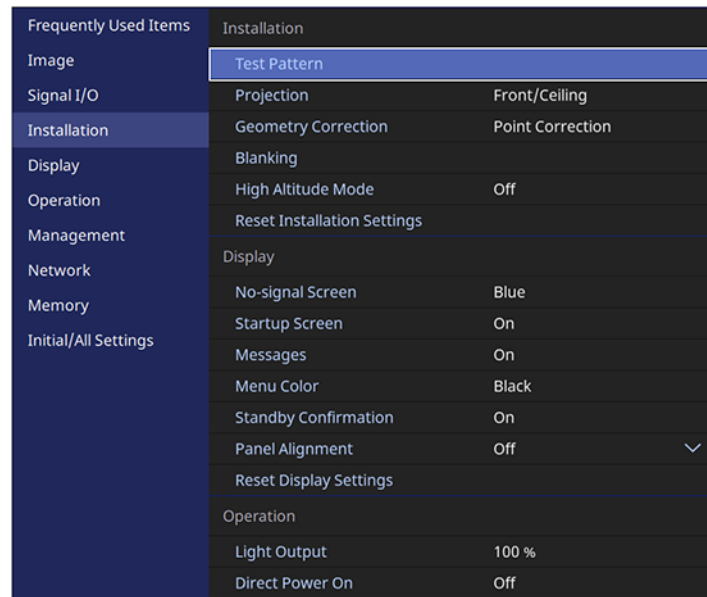 Frequently Used Items
Image
Signal I/O
Installation
Display
Operation
Management
Network
Memory
Initial/All Settings
Installation
Test Pattern
Projection Front/Ceiling
Geometry Correction Point Correction
Blanking
High Altitude Mode Off
Reset Installation Settings
Display
No-signal Screen Blue
Startup Screen On
Messages On
Menu Color Black
Standby Confirmation On
Panel Alignment Off
Reset Display Settings
Operation
Light Output 100 %
Direct Power On Off